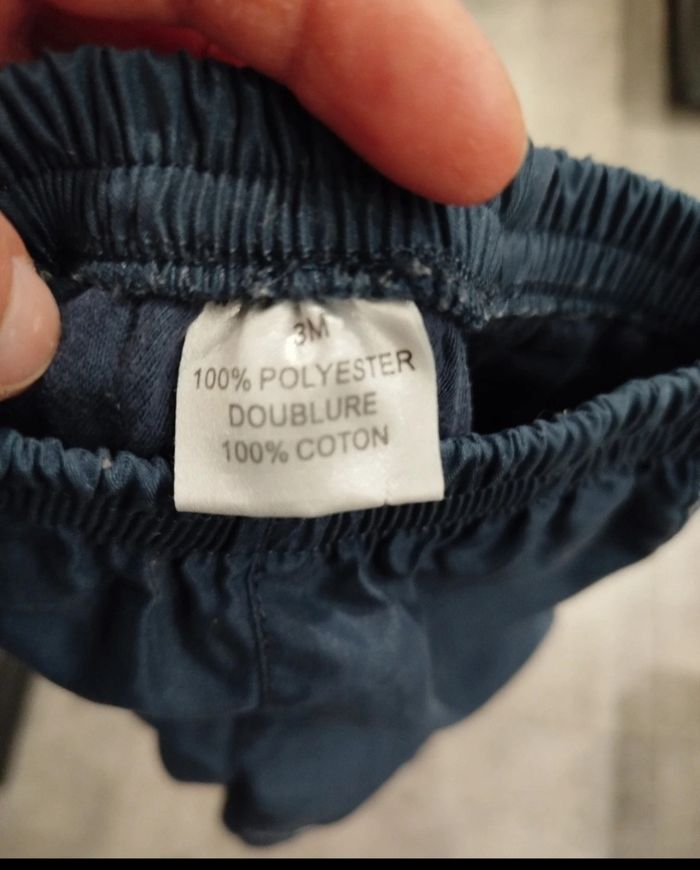 3M
100% POLYESTER
DOUBLURE
100% COTON